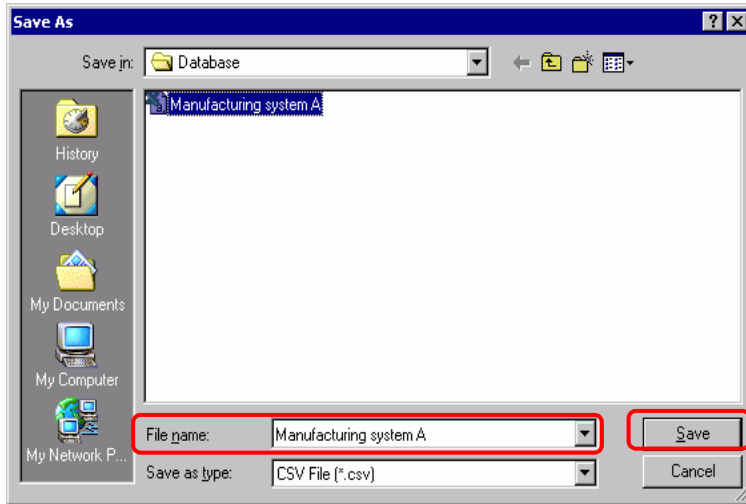 Save As
Save in: Database
Manufacturing system A
History
Desktop
My Documents
My Computer
My Network P...
File name: Manufacturing system A Save
Save as type: CSV File (*.csv) Cancel